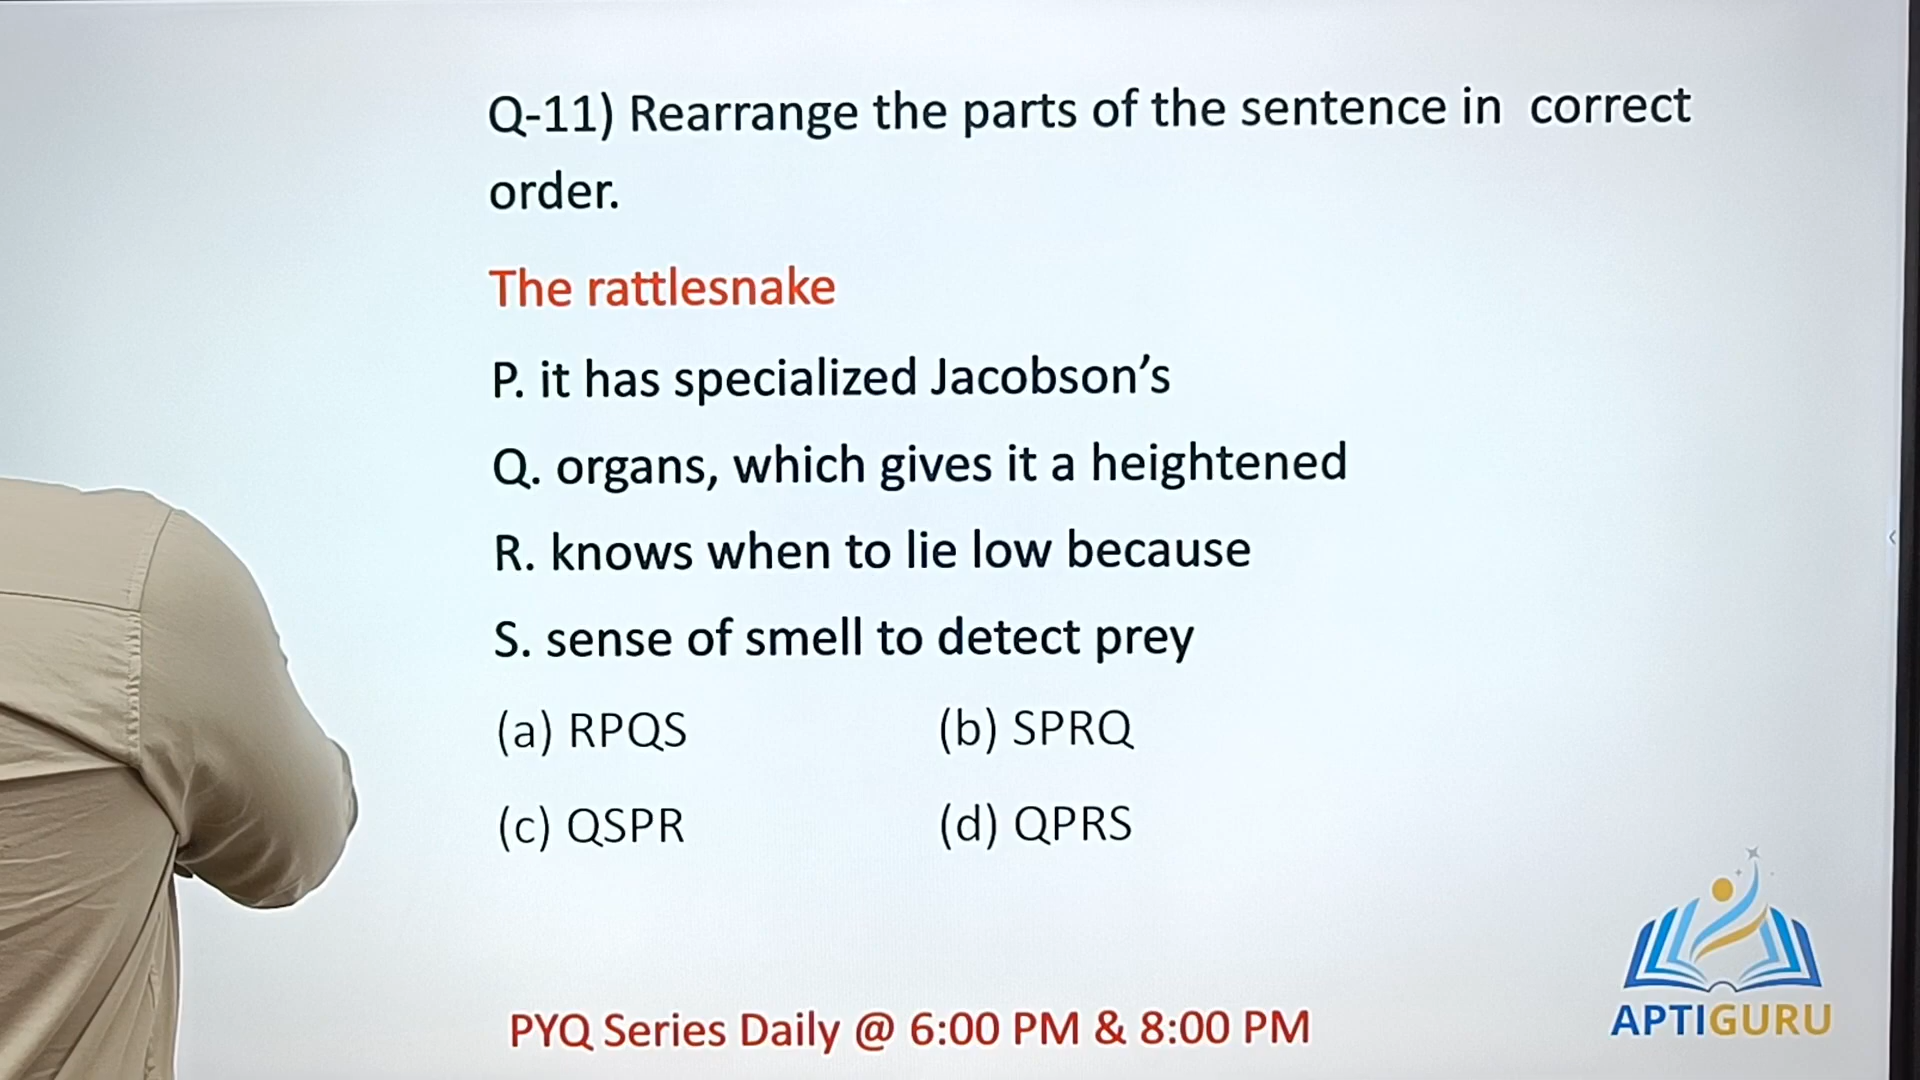 Q-11) Rearrange the parts of the sentence in correct
order.
The rattlesnake
P. it has specialized Jacobson’s
Q. organs, which gives it a heightened
R. knows when to lie low because
S. sense of smell to detect prey
(a) RPQS (b) SPRQ
(c) QSPR (d) QPRS
APTIGURU
PYQ Series Daily @ 6:00 PM & 8:00 PM